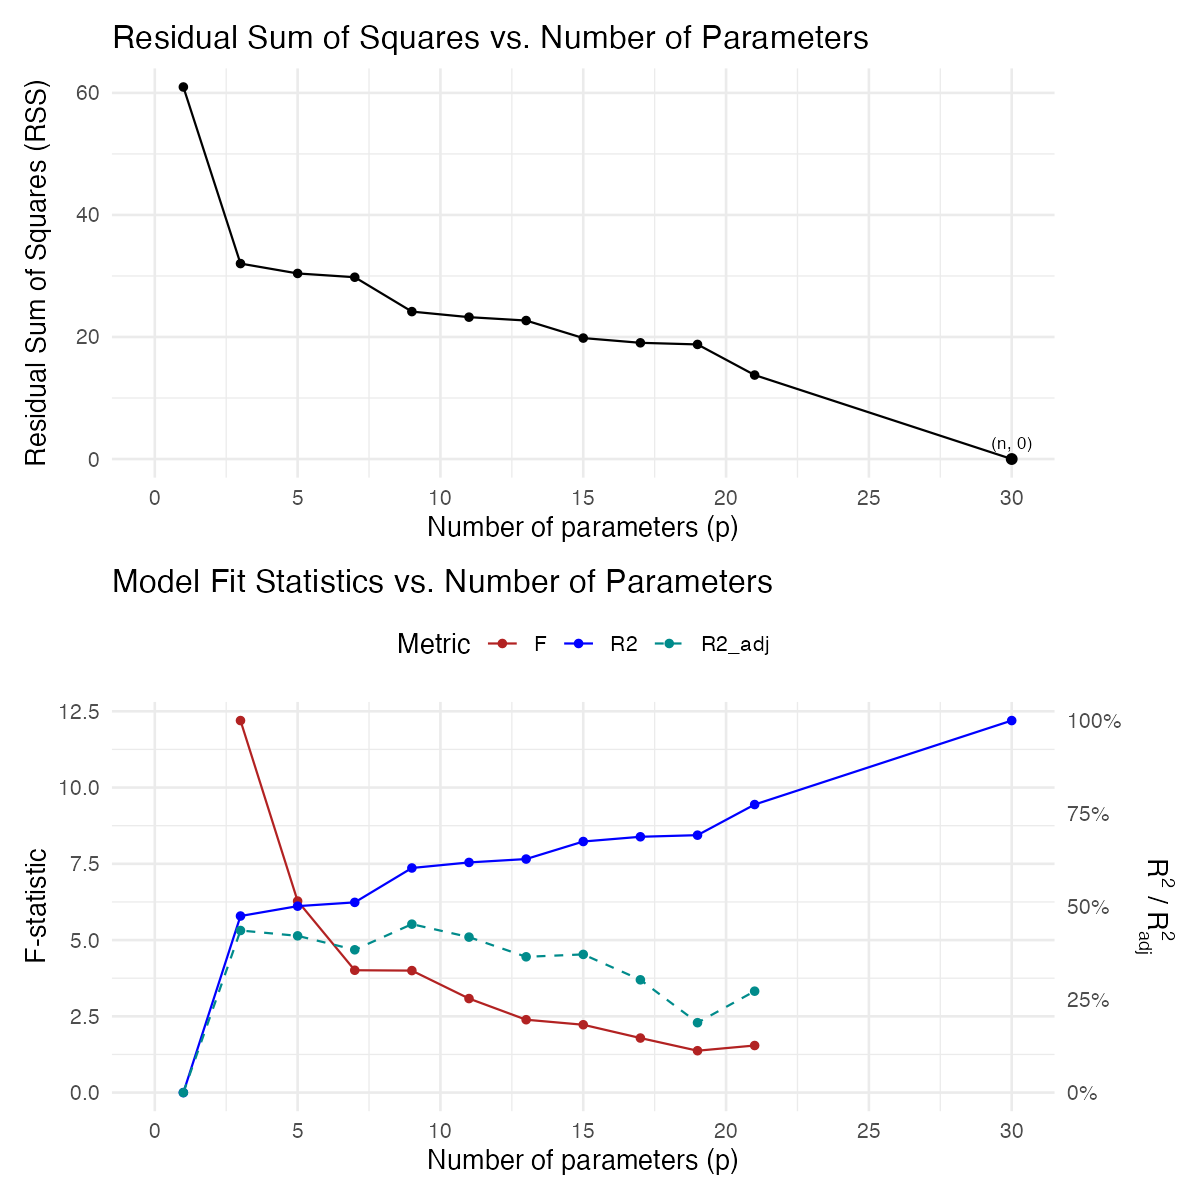 Residual Sum of Squares vs. Number of Parameters
Residual Sum of Squares (RSS)
60
40
20
0
(n, 0)
0 5 10 15 20 25 30
Number of parameters (p)
Model Fit Statistics vs. Number of Parameters
Metric F R2 R2_adj
F-statistic
12.5
10.0
7.5
5.0
2.5
0.0
100%
75%
50%
25%
0%
R² / R²adj
0 5 10 15 20 25 30
Number of parameters (p)